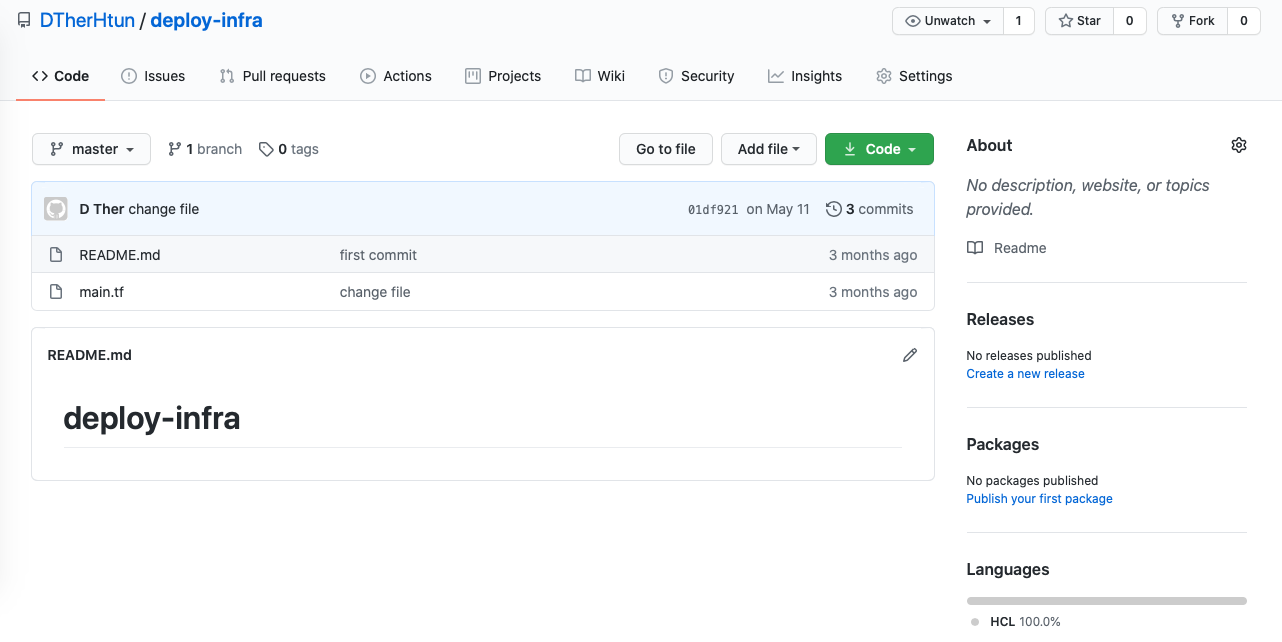 DTherHtun / deploy-infra
Unwatch 1 Star 0 Fork 0
Code Issues Pull requests Actions Projects Wiki Security Insights Settings
master 1 branch 0 tags Go to file Add file Code
D Ther change file 01df921 on May 11 3 commits
README.md first commit 3 months ago
main.tf change file 3 months ago
README.md
deploy-infra
About
No description, website, or topics
provided.
Readme
Releases
No releases published
Create a new release
Packages
No packages published
Publish your first package
Languages
HCL 100.0%